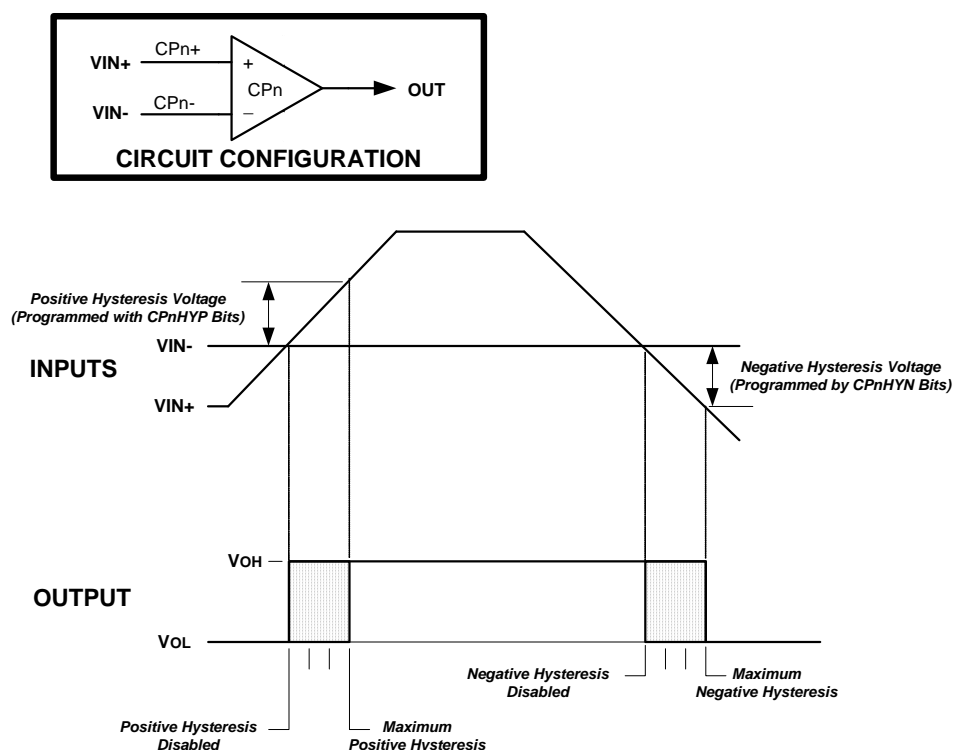 CPn+
VIN+
+
CPn
OUT
CPn-
VIN-
−
CIRCUIT CONFIGURATION
Positive Hysteresis Voltage
(Programmed with CPnHYP Bits)
VIN-
INPUTS
Negative Hysteresis Voltage
(Programmed by CPnHYN Bits)
VIN+
VOH
OUTPUT
VOL
Negative Hysteresis
Disabled
Maximum
Negative Hysteresis
Positive Hysteresis
Disabled
Maximum
Positive Hysteresis